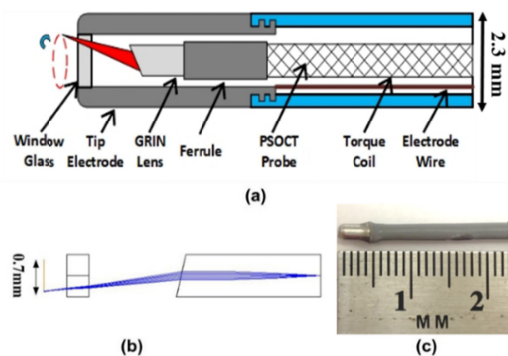 2.3 mm
Window Glass
Tip Electrode
GRIN Lens
Ferrule
PSOCT Probe
Torque Coil
Electrode Wire
(a)
0.7mm
1 2
MM
(b)
(c)